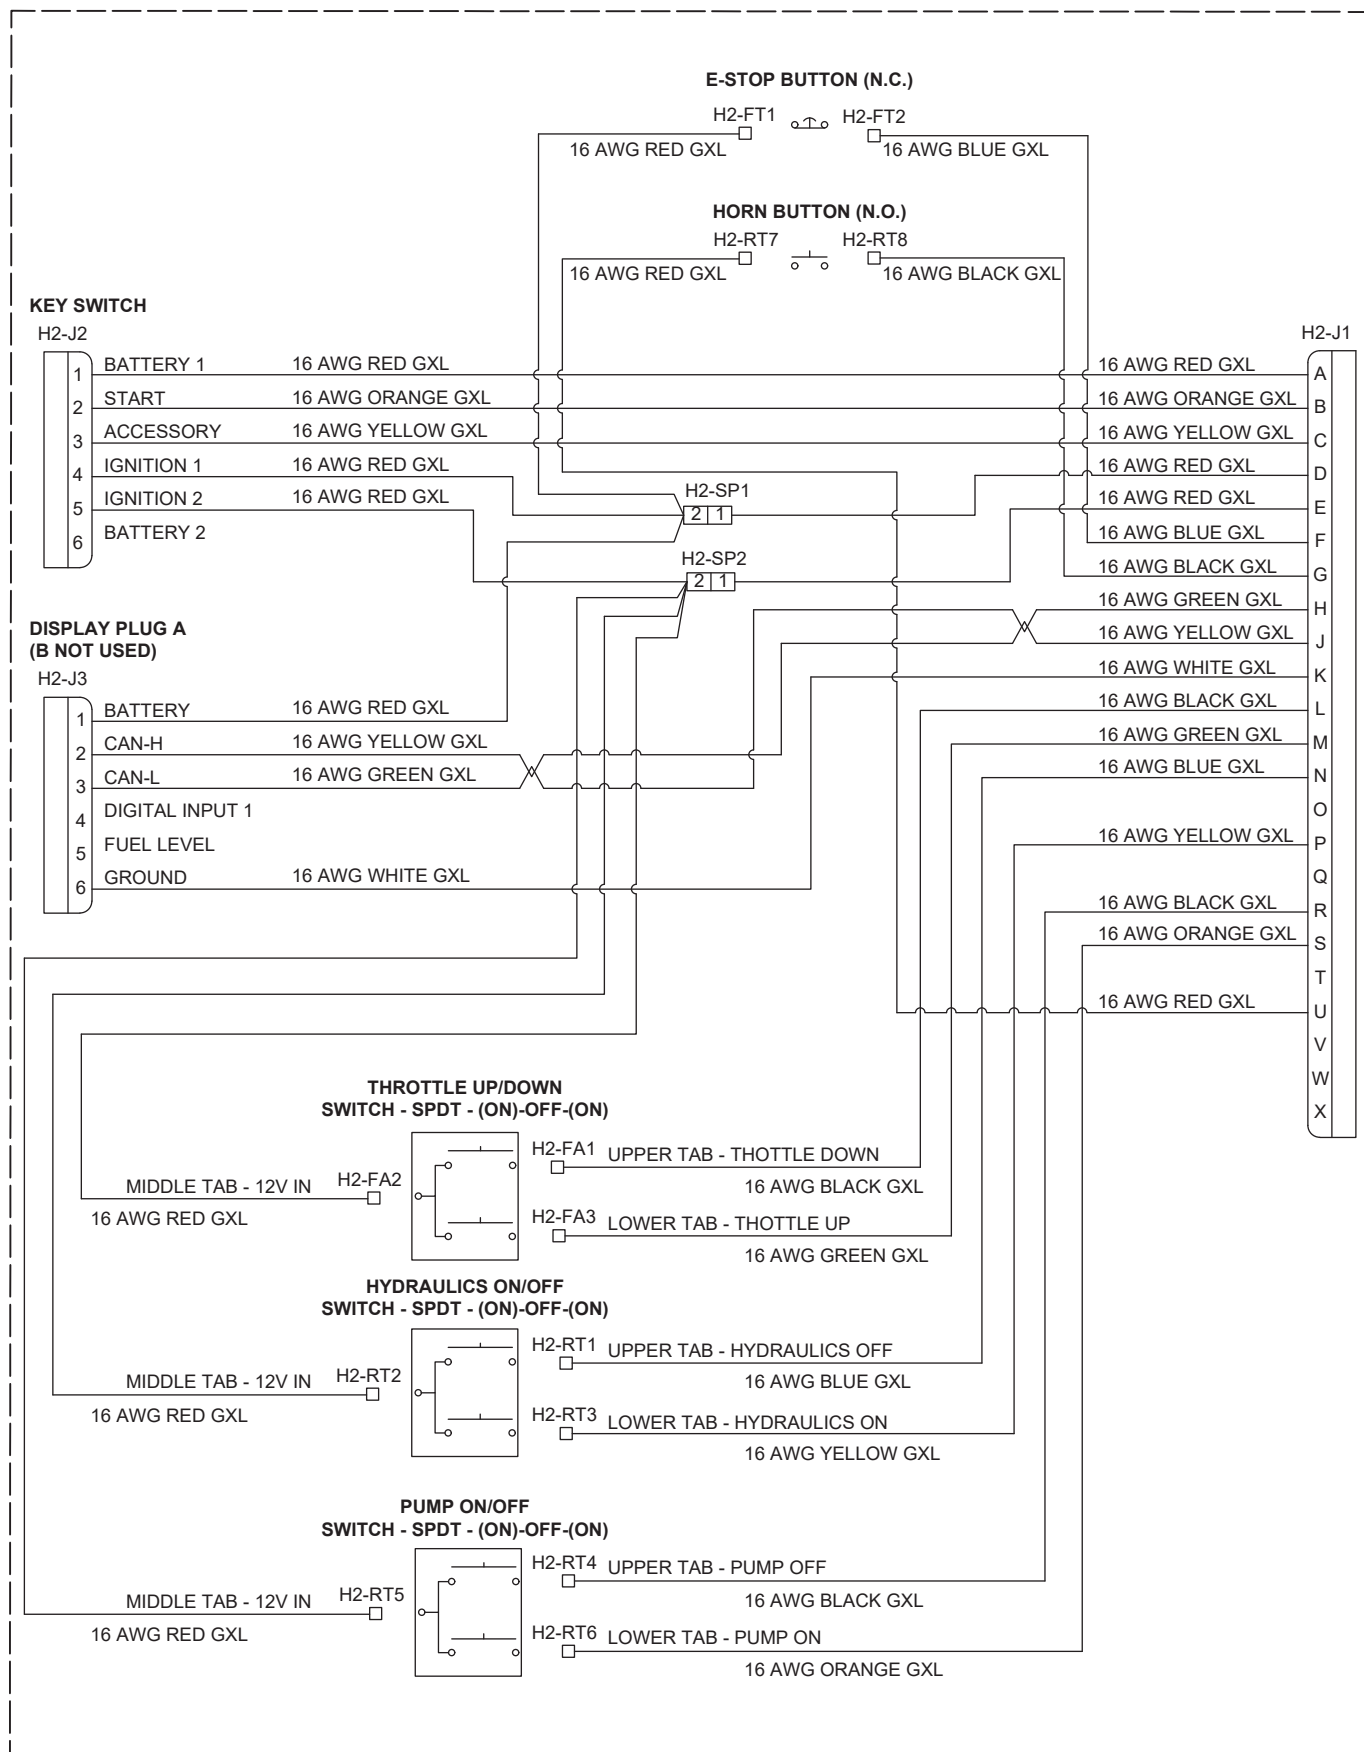 E-STOP BUTTON (N.C.)
H2-FT1
H2-FT2
16 AWG RED GXL
16 AWG BLUE GXL
HORN BUTTON (N.O.)
H2-RT7
H2-RT8
16 AWG RED GXL
16 AWG BLACK GXL
KEY SWITCH
H2-J2
1 BATTERY 1 16 AWG RED GXL
2 START 16 AWG ORANGE GXL
3 ACCESSORY 16 AWG YELLOW GXL
4 IGNITION 1 16 AWG RED GXL
5 IGNITION 2 16 AWG RED GXL
6 BATTERY 2
H2-SP1
2 1
H2-SP2
2 1
DISPLAY PLUG A
(B NOT USED)
H2-J3
1 BATTERY 16 AWG RED GXL
2 CAN-H 16 AWG YELLOW GXL
3 CAN-L 16 AWG GREEN GXL
4 DIGITAL INPUT 1
5 FUEL LEVEL
6 GROUND 16 AWG WHITE GXL
H2-J1
16 AWG RED GXL A
16 AWG ORANGE GXL B
16 AWG YELLOW GXL C
16 AWG RED GXL D
16 AWG RED GXL E
16 AWG BLUE GXL F
16 AWG BLACK GXL G
16 AWG GREEN GXL H
16 AWG YELLOW GXL J
16 AWG WHITE GXL K
16 AWG BLACK GXL L
16 AWG GREEN GXL M
16 AWG BLUE GXL N
O
16 AWG YELLOW GXL P
Q
16 AWG BLACK GXL R
16 AWG ORANGE GXL S
T
16 AWG RED GXL U
V
W
X
THROTTLE UP/DOWN
SWITCH - SPDT - (ON)-OFF-(ON)
MIDDLE TAB - 12V IN
H2-FA2
16 AWG RED GXL
H2-FA1
UPPER TAB - THOTTLE DOWN
16 AWG BLACK GXL
H2-FA3
LOWER TAB - THOTTLE UP
16 AWG GREEN GXL
HYDRAULICS ON/OFF
SWITCH - SPDT - (ON)-OFF-(ON)
MIDDLE TAB - 12V IN
H2-RT2
16 AWG RED GXL
H2-RT1
UPPER TAB - HYDRAULICS OFF
16 AWG BLUE GXL
H2-RT3
LOWER TAB - HYDRAULICS ON
16 AWG YELLOW GXL
PUMP ON/OFF
SWITCH - SPDT - (ON)-OFF-(ON)
MIDDLE TAB - 12V IN
H2-RT5
16 AWG RED GXL
H2-RT4
UPPER TAB - PUMP OFF
16 AWG BLACK GXL
H2-RT6
LOWER TAB - PUMP ON
16 AWG ORANGE GXL